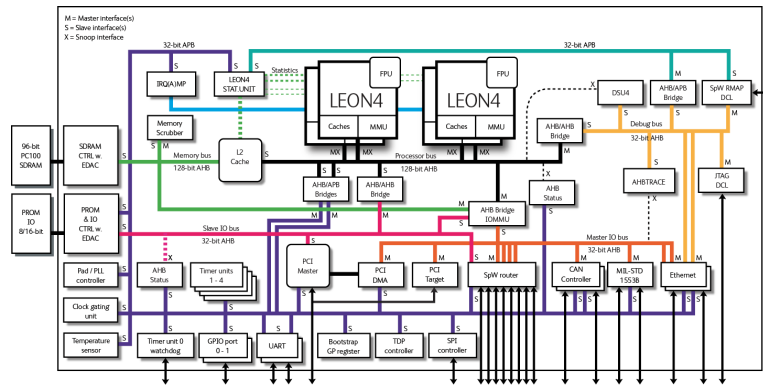 M = Master interface(s)
S = Slave interface(s)
X = Snoop interface
32-bit APB
32-bit APB
S
S
S
S
M
IRQ(A)MP
LEON4
STAT.UNIT
Statistics
FPU
LEON4
Caches
MMU
FPU
LEON4
Caches
MMU
X
DSU4
AHB/APB
Bridge
SpW RMAP
DCL
S
S
M
Memory
Scrubber
S
M
MX
MX
MX
MX
AHB/AHB
Bridge
M
S
Debug bus
32-bit AHB
96-bit
PC100
SDRAM
SDRAM
CTRL w.
EDAC
S
Memory bus
128-bit AHB
M
L2
Cache
S
Processor bus
128-bit AHB
X
S
M
S
S
AHB/APB
Bridges
M
M
AHB/AHB
Bridge
M
AHB
Status
S
AHBTRACE
X
JTAG
DCL
PROM
IO
8/16-bit
PROM
& IO
CTRL w.
EDAC
S
S
Slave IO bus
32-bit AHB
M
M
S
AHB Bridge
IOMMU
S
Master IO bus
32-bit AHB
Pad / PLL
controller
S
X
AHB
Status
S
Timer units
1 - 4
S
S
PCI
Master
M
PCI
DMA
S
M
PCI
Target
S
M
SpW router
S
M
CAN
Controller
S
M
MIL-STD
1553B
S
M
M
Ethernet
S
S
Clock gating
unit
S
Temperature
sensor
S
S
Timer unit 0
watchdog
S
GPIO port
0 - 1
S
S
UART
S
Bootstrap
GP register
S
TDP
controller
S
SPI
controller